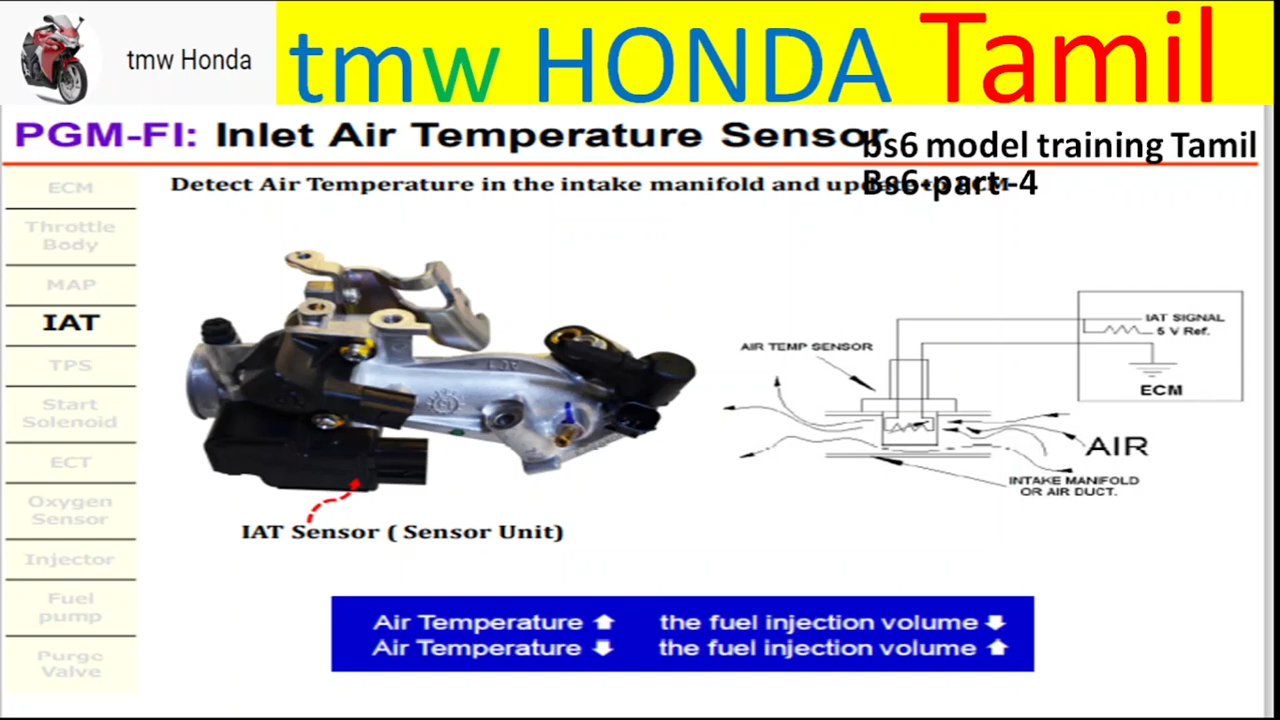 tmw Honda
tmw HONDA Tamil
PGM-FI: Inlet Air Temperature Sensor
bs6 model training Tamil
Bs6-part -4
Detect Air Temperature in the intake manifold and update to ECM
ECM
Throttle
Body
MAP
IAT
TPS
Start
Solenoid
ECT
Oxygen
Sensor
Injector
Fuel
pump
Purge
Valve
IAT Sensor ( Sensor Unit)
IAT SIGNAL
5 V Ref.
AIR TEMP SENSOR
ECM
AIR
INTAKE MANIFOLD
OR AIR DUCT.
Air Temperature ⬆ the fuel injection volume ⬇
Air Temperature ⬇ the fuel injection volume ⬆